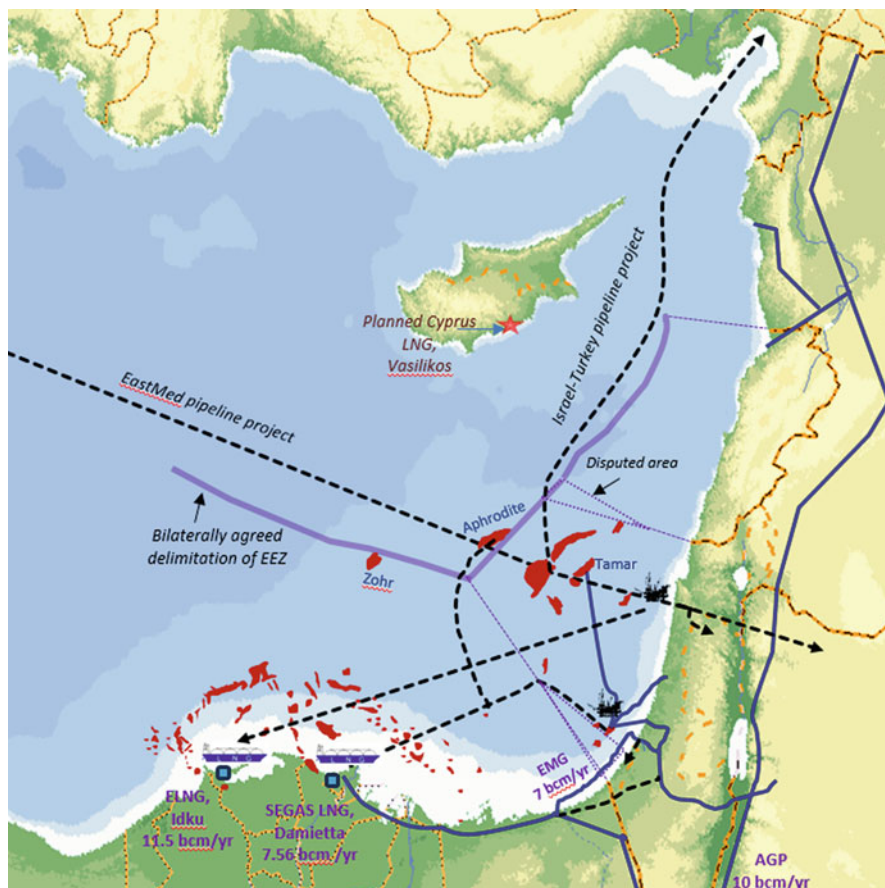 Planned Cyprus
LNG,
Vasilikos
Israel-Turkey pipeline project
EastMed pipeline project
Disputed area
Aphrodite
Bilaterally agreed
delimitation of EEZ
Zohr
Tamar
L N G
L N G
EMG
7 bcm/yr
ELNG,
Idku
11.5 bcm/yr
SEGAS LNG,
Damietta
7.56 bcm/yr
AGP
10 bcm/yr